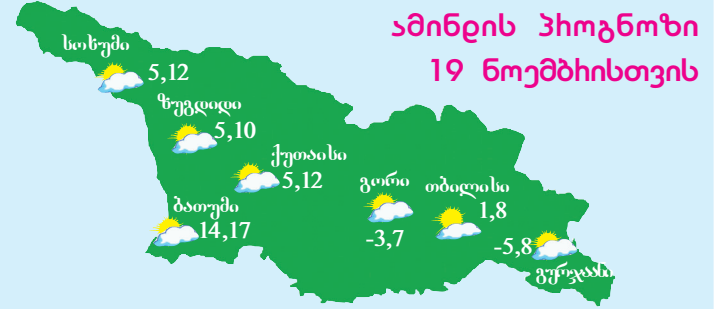 ამინდის პროგნოზი
19 ნოემბრისთვის
სოხუმი
5,12
ზუგდიდი
5,10
ქუთაისი
5,12
გორი
-3,7
თბილისი
1,8
ბათუმი
14,17
-5,8